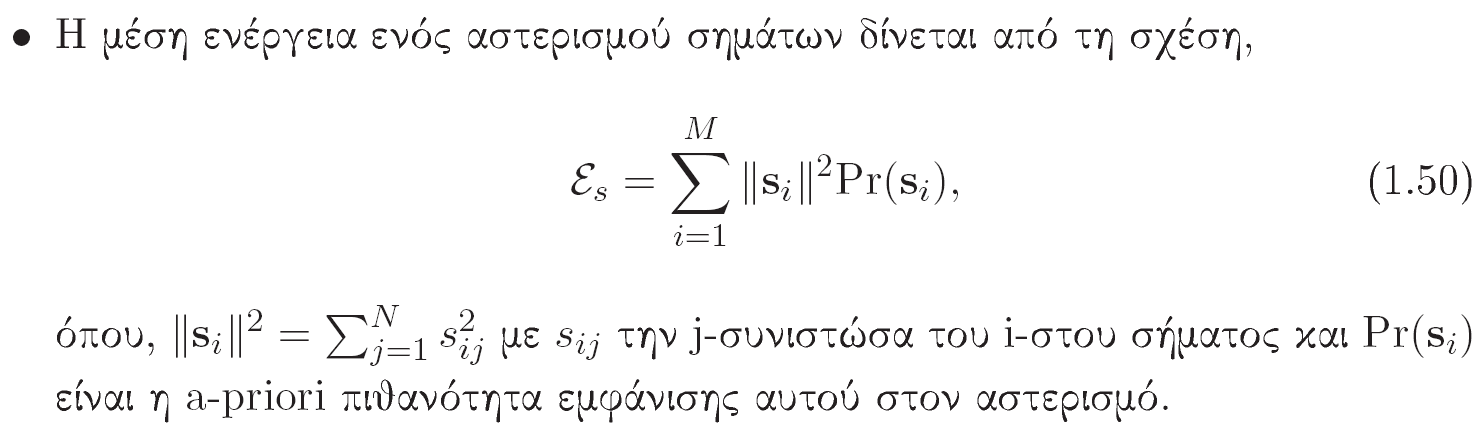 • Η μέση ενέργεια ενός αστερισμού σημάτων δίνεται από τη σχέση,
$\mathcal{E}_s = \sum_{i=1}^{M} \|\mathbf{s}_i\|^2 \Pr(\mathbf{s}_i),$ (1.50)
όπου, $\|\mathbf{s}_i\|^2 = \sum_{j=1}^{N} s_{ij}^2$ με $s_{ij}$ την j-συνιστώσα του i-στου σήματος και $\Pr(\mathbf{s}_i)$
είναι η a-priori πιθανότητα εμφάνισης αυτού στον αστερισμό.